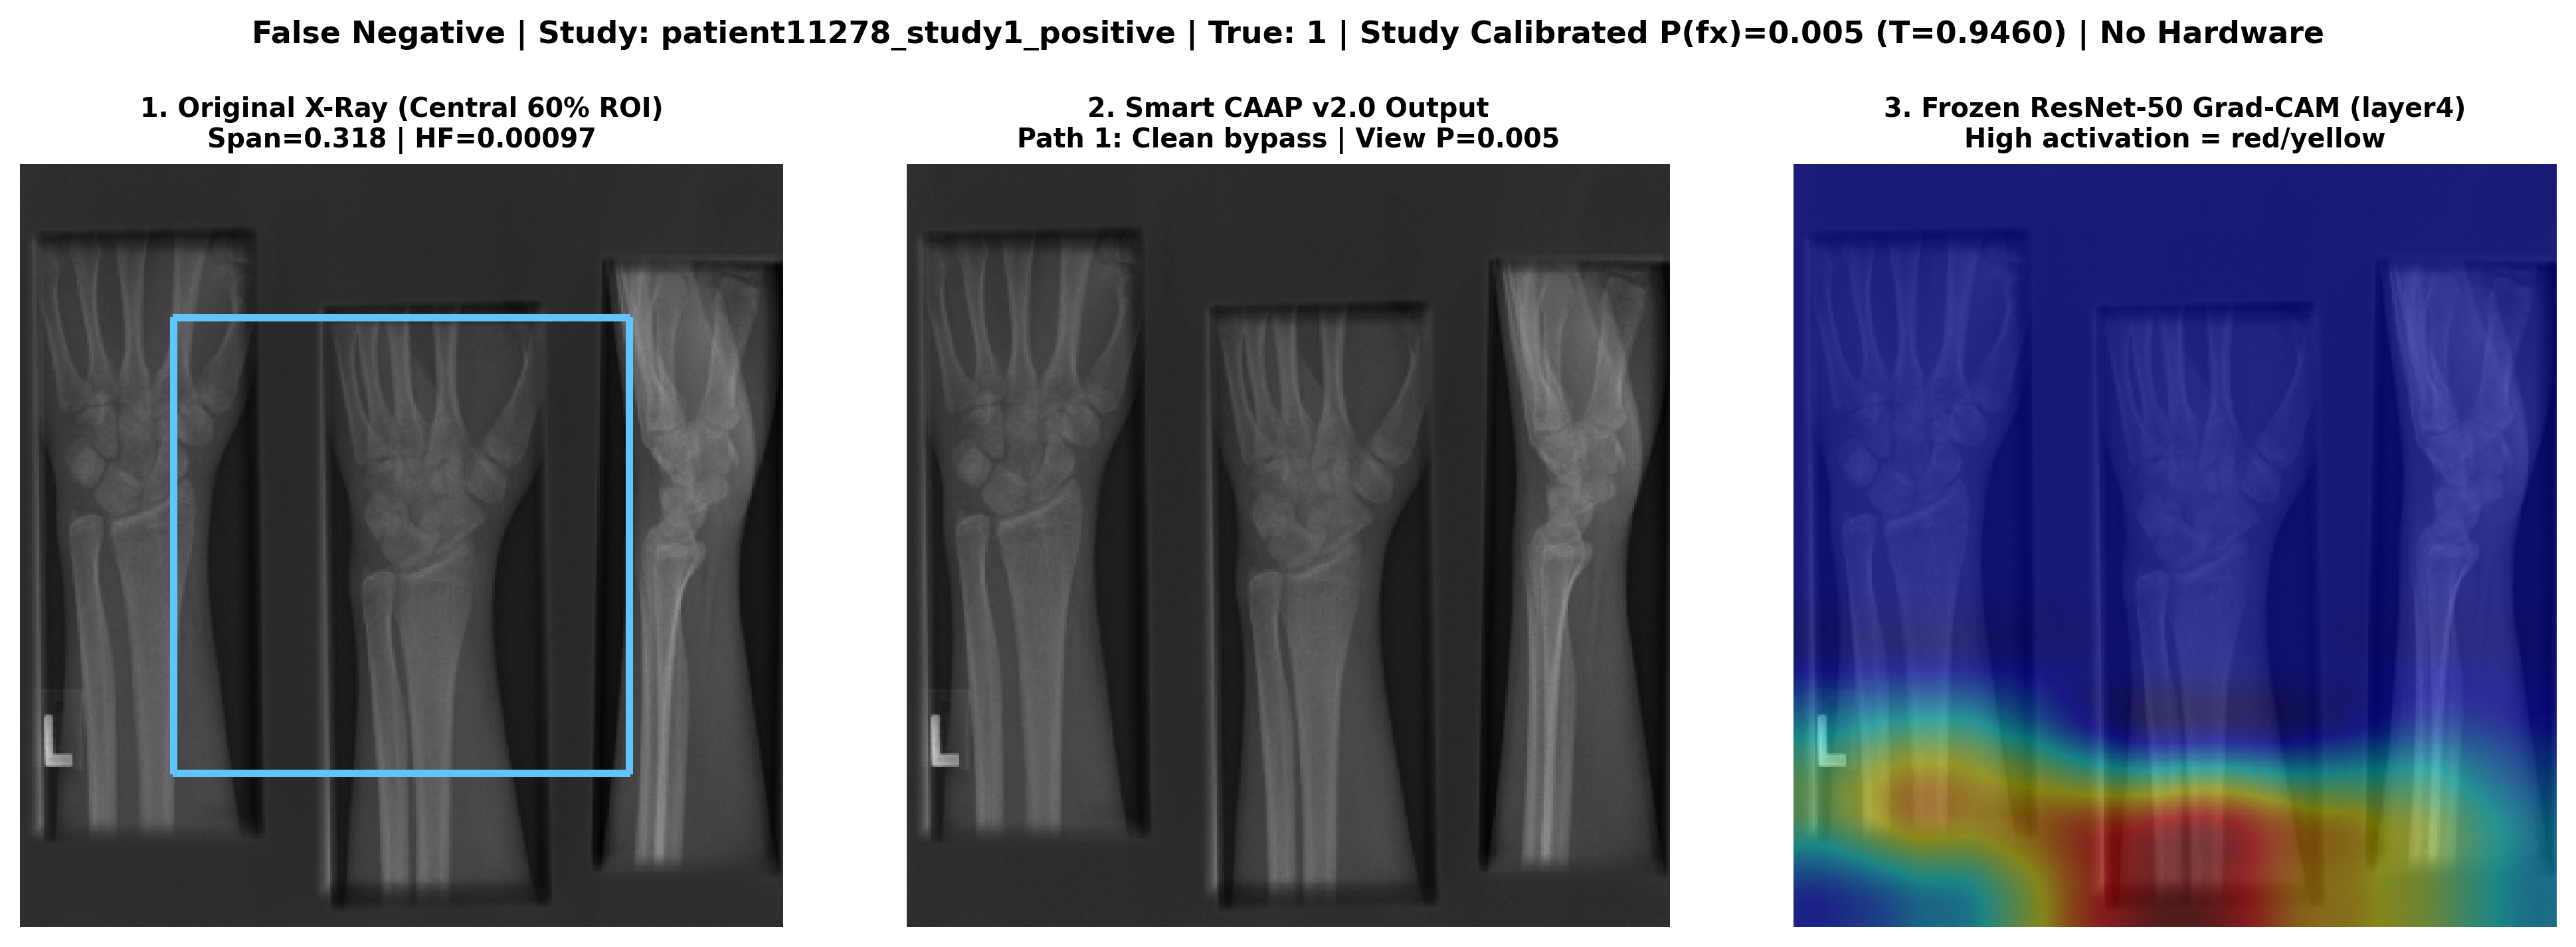 False Negative | Study: patient11278_study1_positive | True: 1 | Study Calibrated P(fx)=0.005 (T=0.9460) | No Hardware
1. Original X-Ray (Central 60% ROI)
Span=0.318 | HF=0.00097
2. Smart CAAP v2.0 Output
Path 1: Clean bypass | View P=0.005
3. Frozen ResNet-50 Grad-CAM (layer4)
High activation = red/yellow
L
L
L